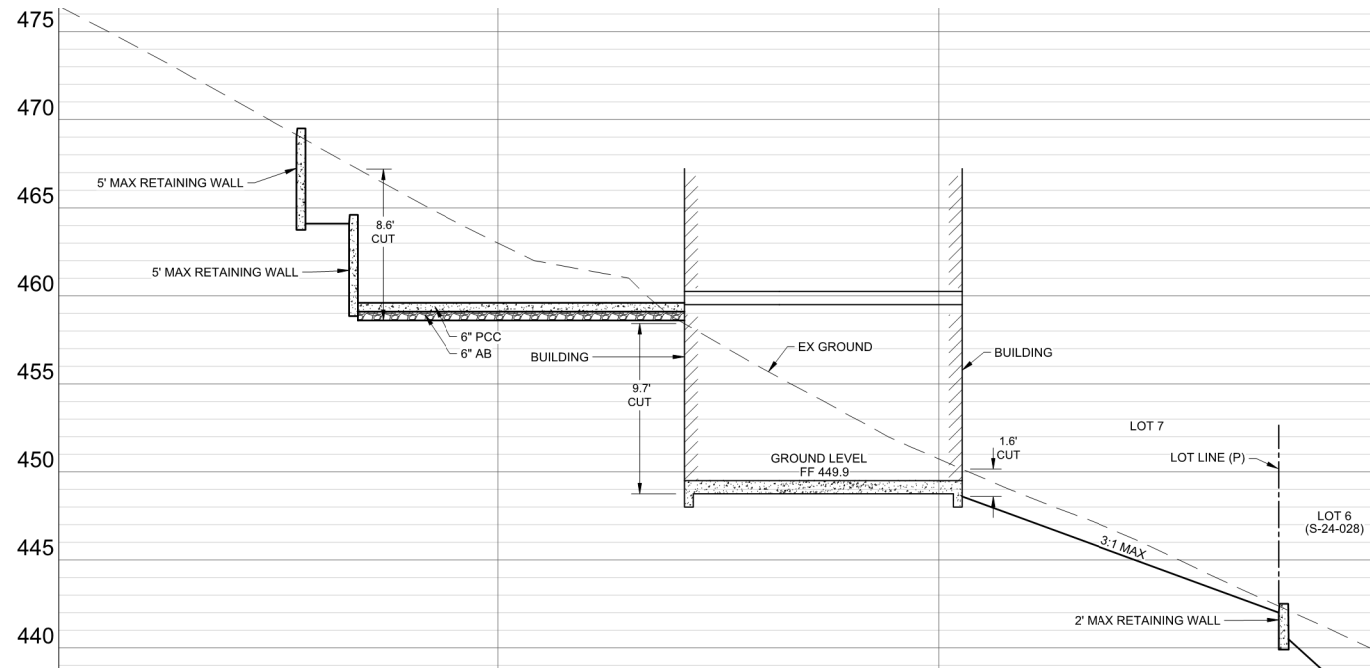 475
470
5' MAX RETAINING WALL
465
8.6'
CUT
5' MAX RETAINING WALL
460
6" PCC
6" AB
BUILDING
EX GROUND
BUILDING
455
9.7'
CUT
LOT 7
1.6'
CUT
LOT LINE (P)
450
GROUND LEVEL
FF 449.9
LOT 6
(S-24-028)
445
3:1 MAX
2' MAX RETAINING WALL
440